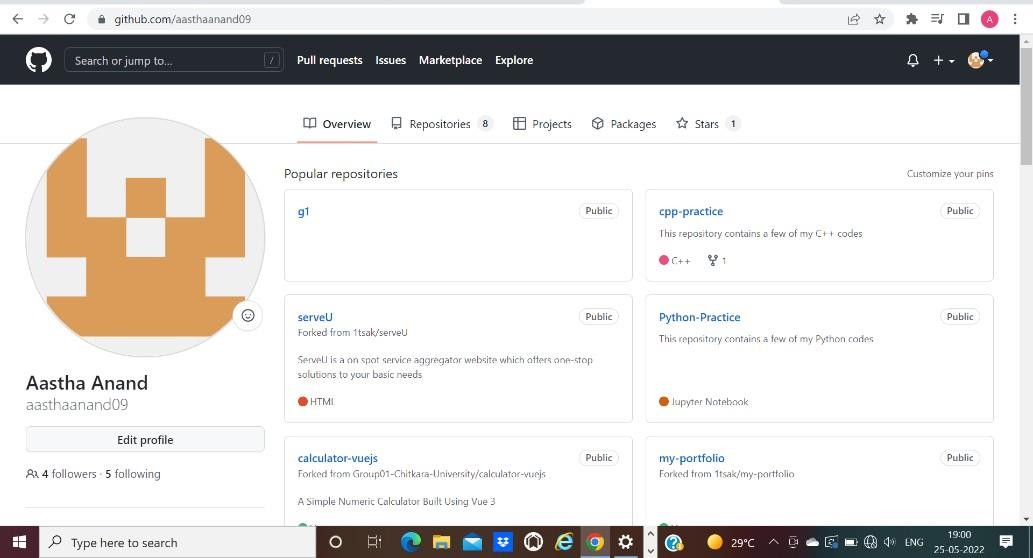 github.com/aasthaanand09
A
Search or jump to...
/
Pull requests
Issues
Marketplace
Explore
Overview
Repositories 8
Projects
Packages
Stars 1
Popular repositories
Customize your pins
g1
Public
cpp-practice
Public
This repository contains a few of my C++ codes
C++
1
serveU
Public
Forked from 1tsak/serveU
ServeU is a on spot service aggregator website which offers one-stop
solutions to your basic needs
HTML
Python-Practice
Public
This repository contains a few of my Python codes
Jupyter Notebook
Aastha Anand
aasthaanand09
Edit profile
4 followers · 5 following
calculator-vuejs
Public
Forked from Group01-Chitkara-University/calculator-vuejs
A Simple Numeric Calculator Built Using Vue 3
my-portfolio
Public
Forked from 1tsak/my-portfolio
Type here to search
29°C
ENG
19:00
25-05-2022